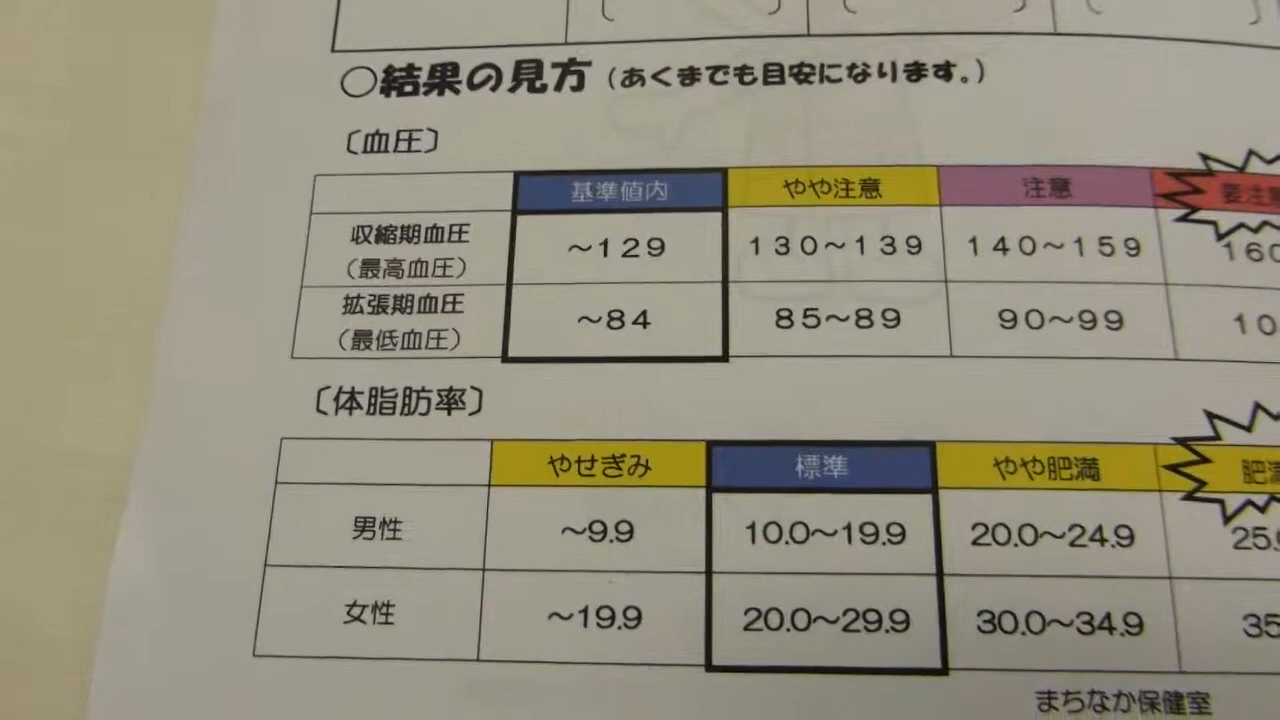 ○結果の見方（あくまでも目安になります。）
〔血圧〕
基準値内 やや注意 注意
収縮期血圧 ～129 130～139 140～159 160
（最高血圧）
拡張期血圧 ～84 85～89 90～99 10
（最低血圧）
〔体脂肪率〕
やせぎみ 標準 やや肥満
男性 ～9.9 10.0～19.9 20.0～24.9 25.
女性 ～19.9 20.0～29.9 30.0～34.9 35
まちなか保健室